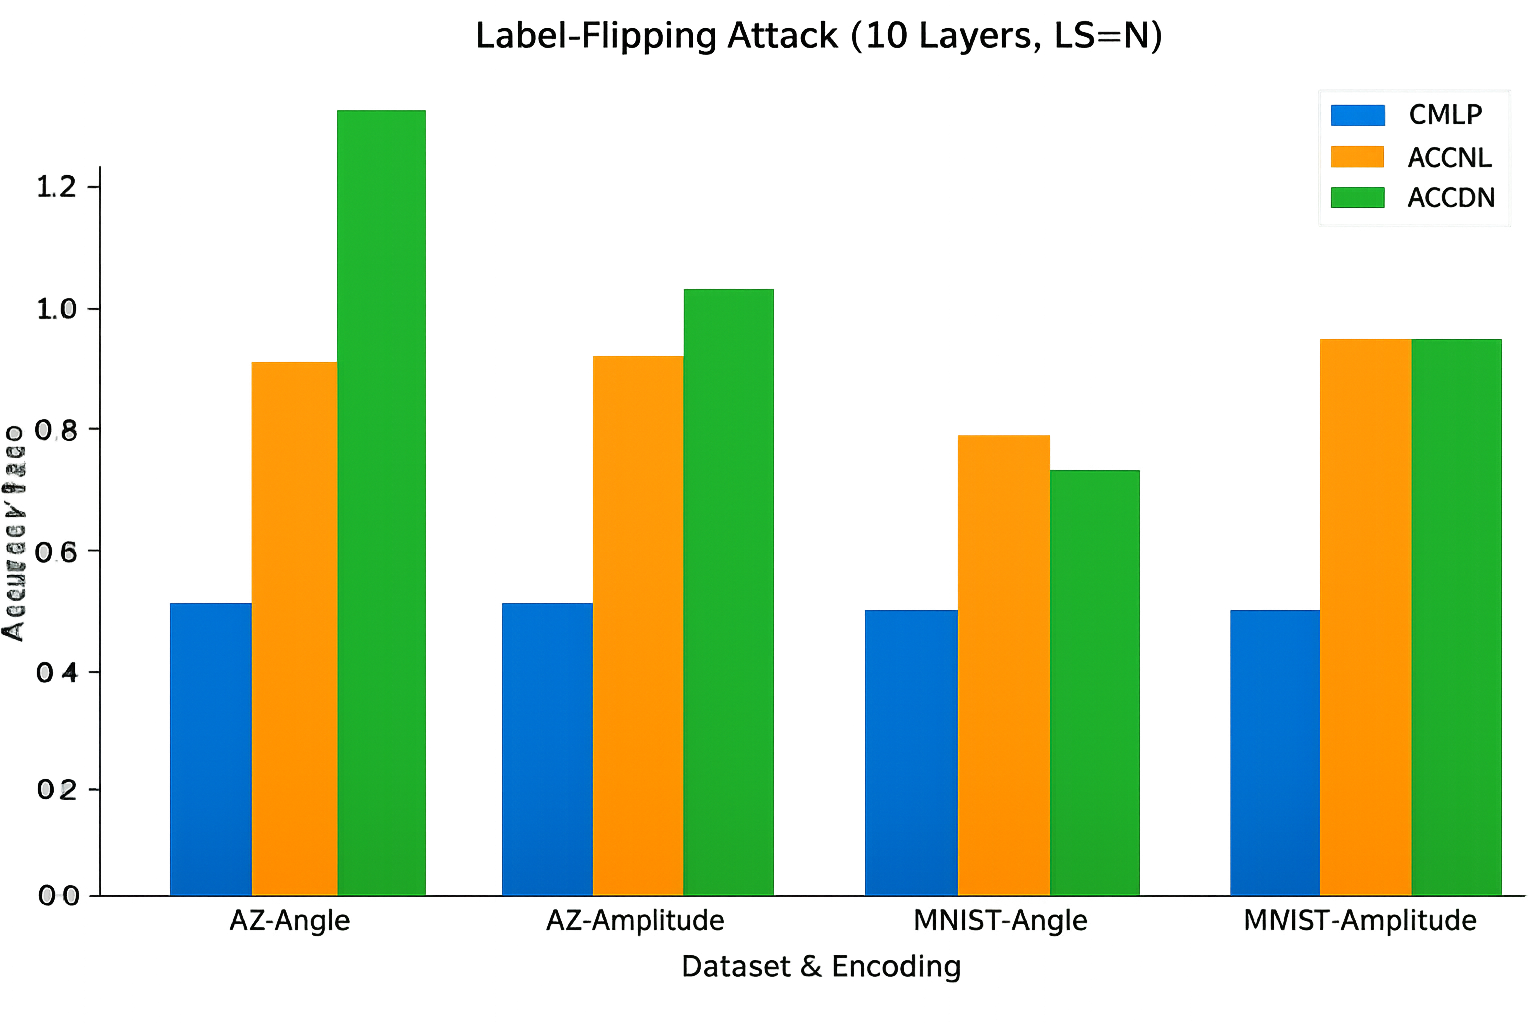 Label-Flipping Attack (10 Layers, LS=N)
CMLP
ACCNL
ACCDN
1.2
1.0
0.8
0 6
0 4
0 2
0 0
AZ-Angle
AZ-Amplitude
MNIST-Angle
MNIST-Amplitude
Dataset & Encoding